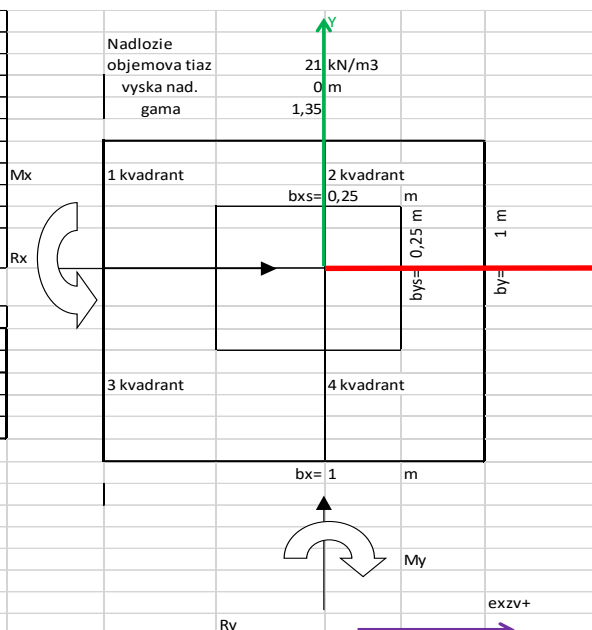 Y
Nadlozie
objemova tiaz 21 kN/m3
vyska nad. 0 m
gama 1,35
Mx 1 kvadrant 2 kvadrant
bxs= 0,25 m
bys= 0,25 m
by= 1 m
Rx
3 kvadrant 4 kvadrant
bx= 1 m
My
exzv+
Rv